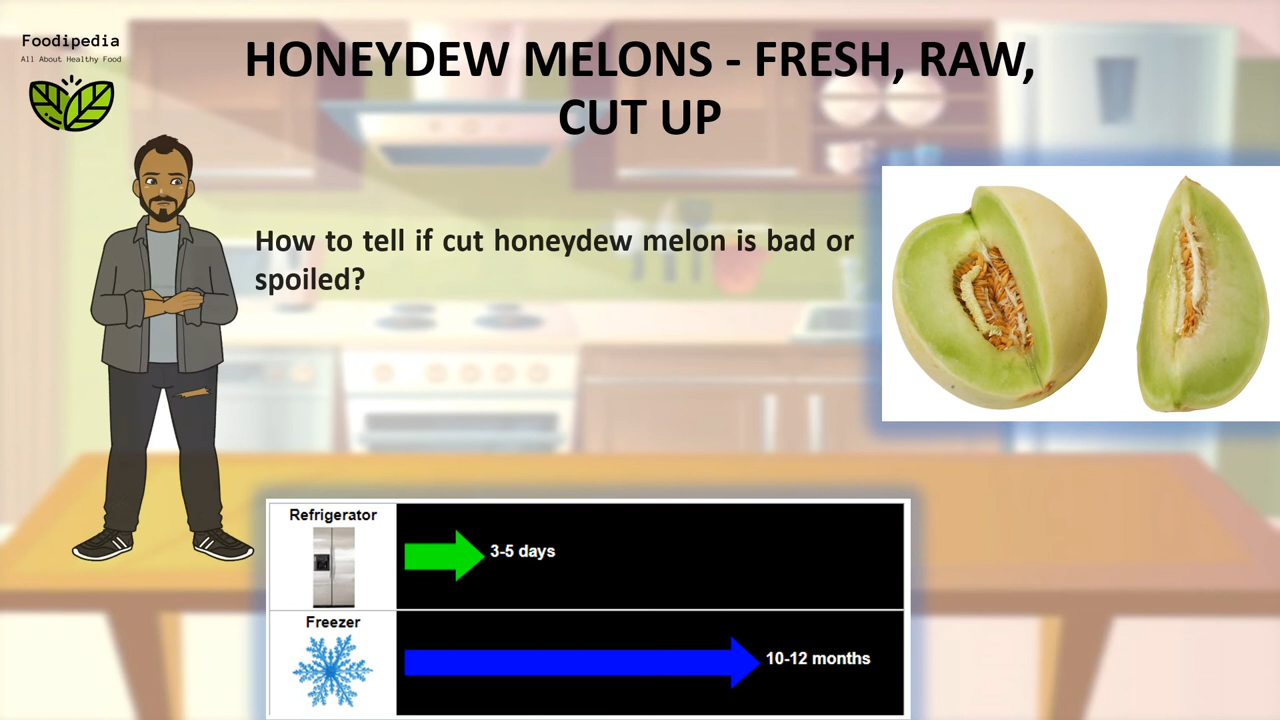 Foodipedia
All About Healthy Food
HONEYDEW MELONS - FRESH, RAW,
CUT UP
How to tell if cut honeydew melon is bad or
spoiled?
Refrigerator
3-5 days
Freezer
10-12 months